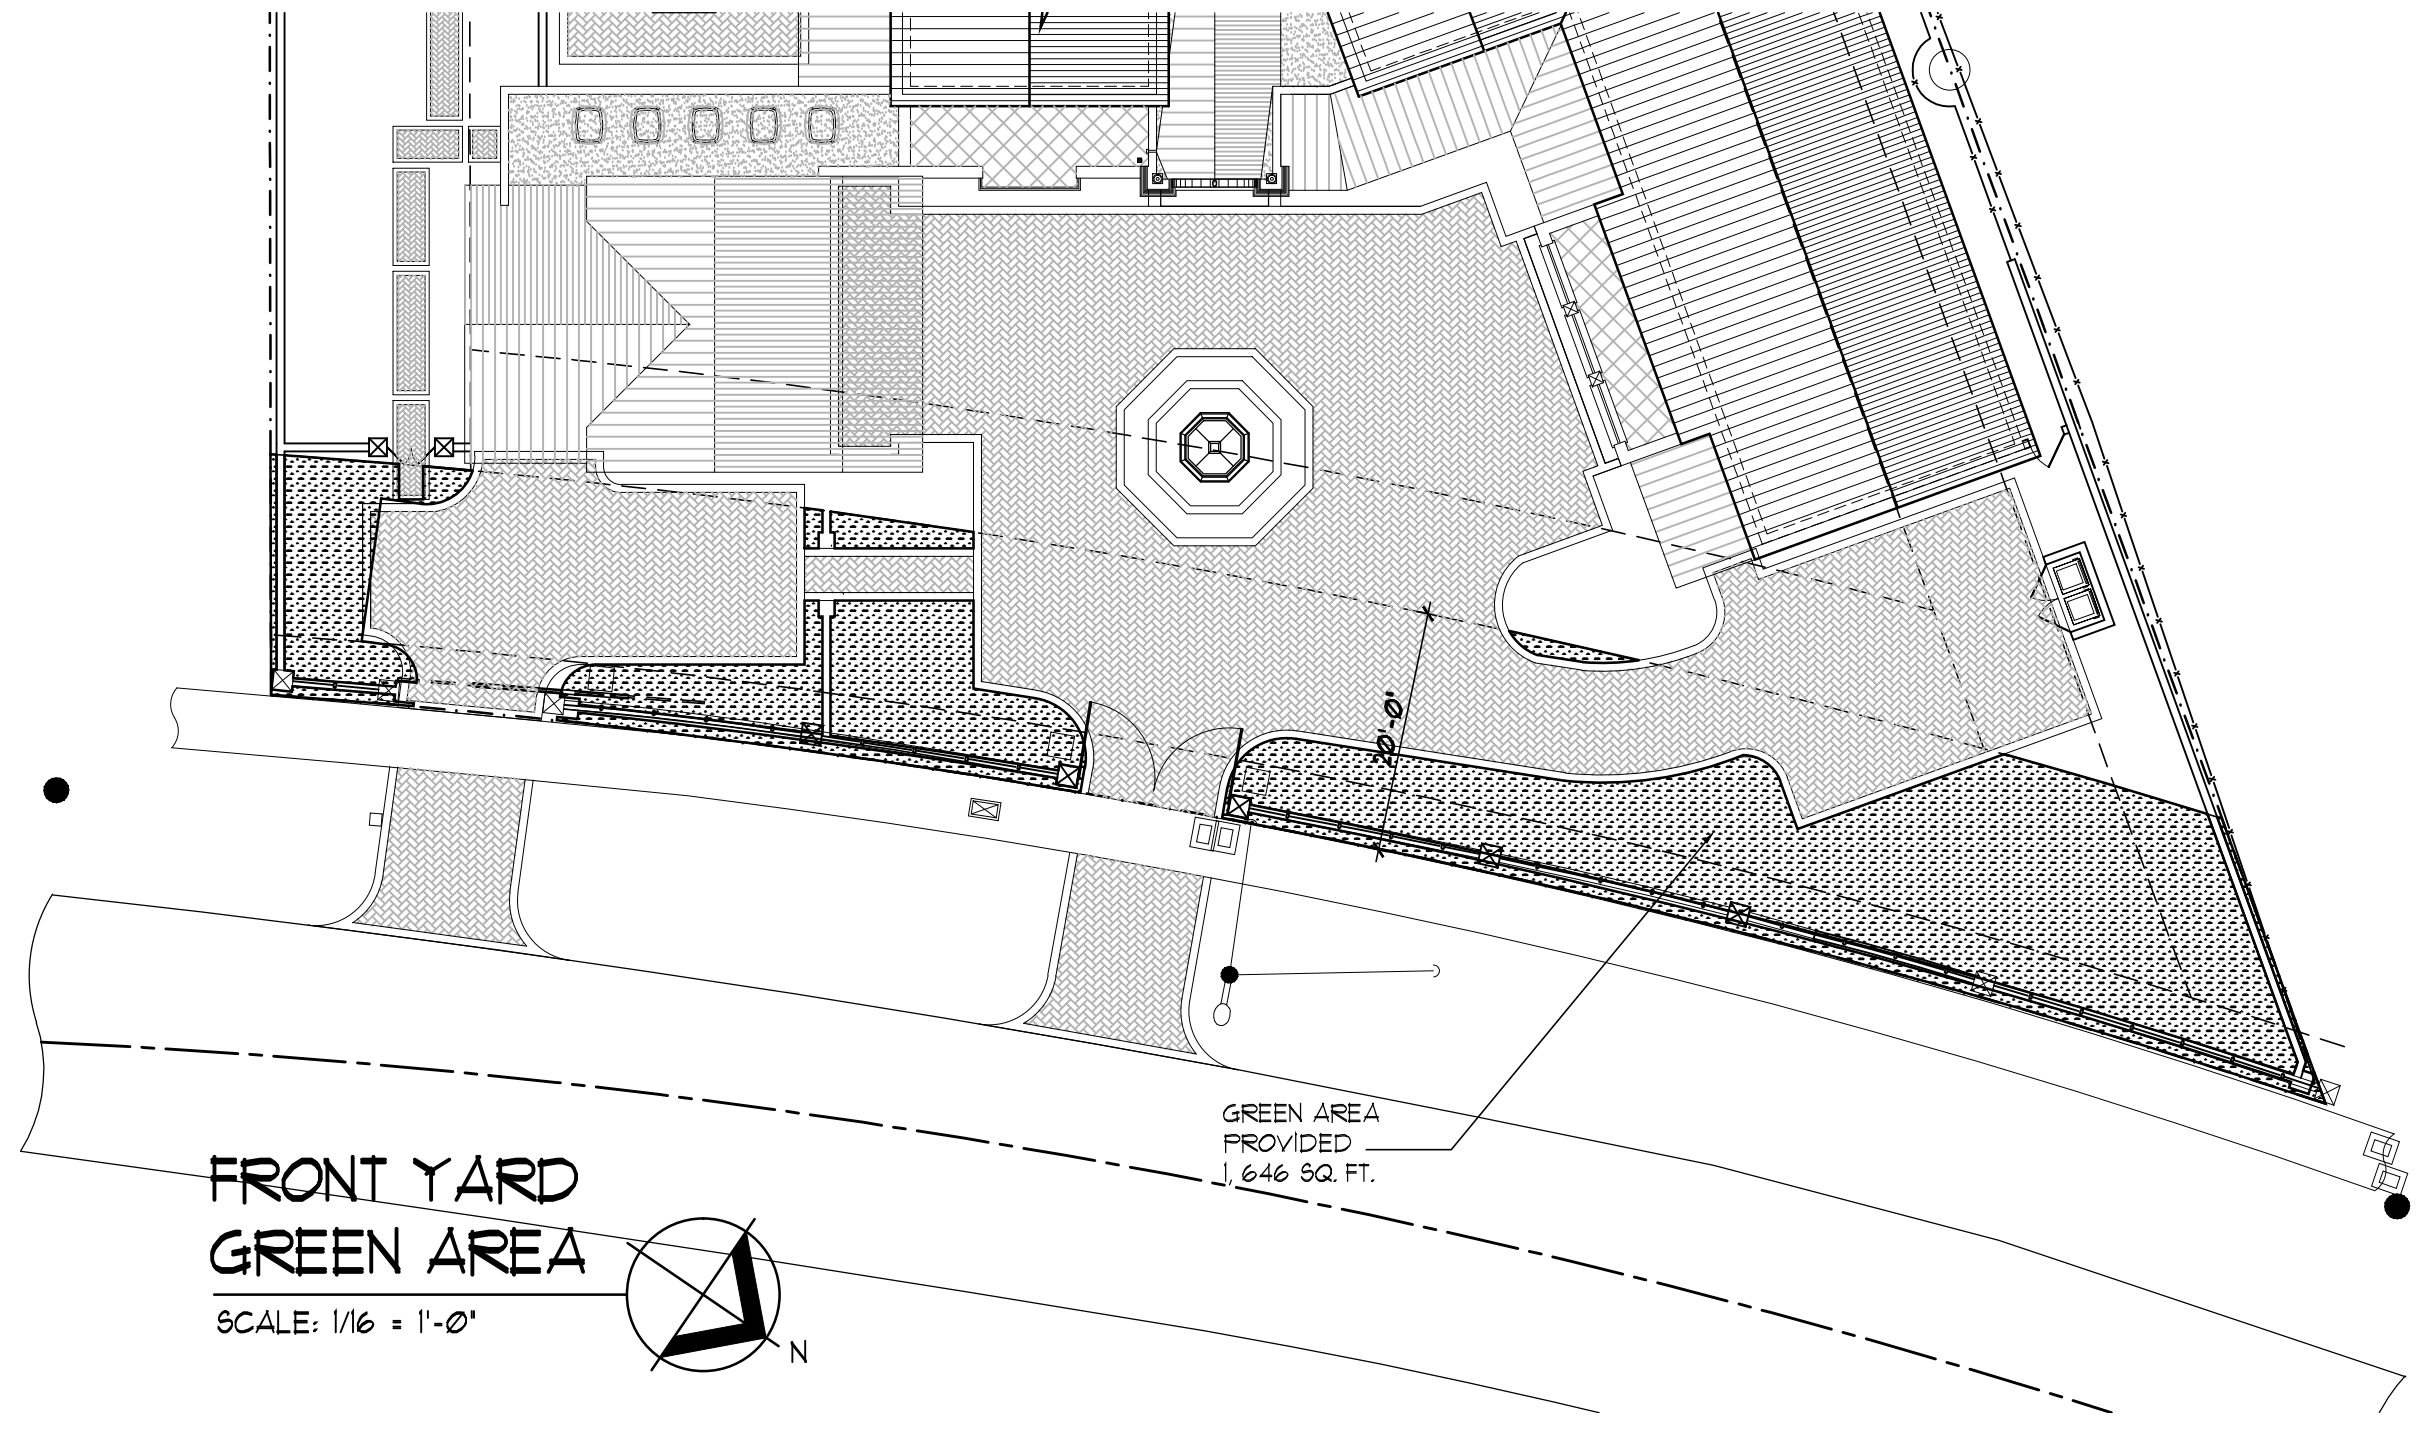 20'-0"
GREEN AREA
PROVIDED
1,646 SQ. FT.
FRONT YARD
GREEN AREA
SCALE: 1/16 = 1'-0"
N